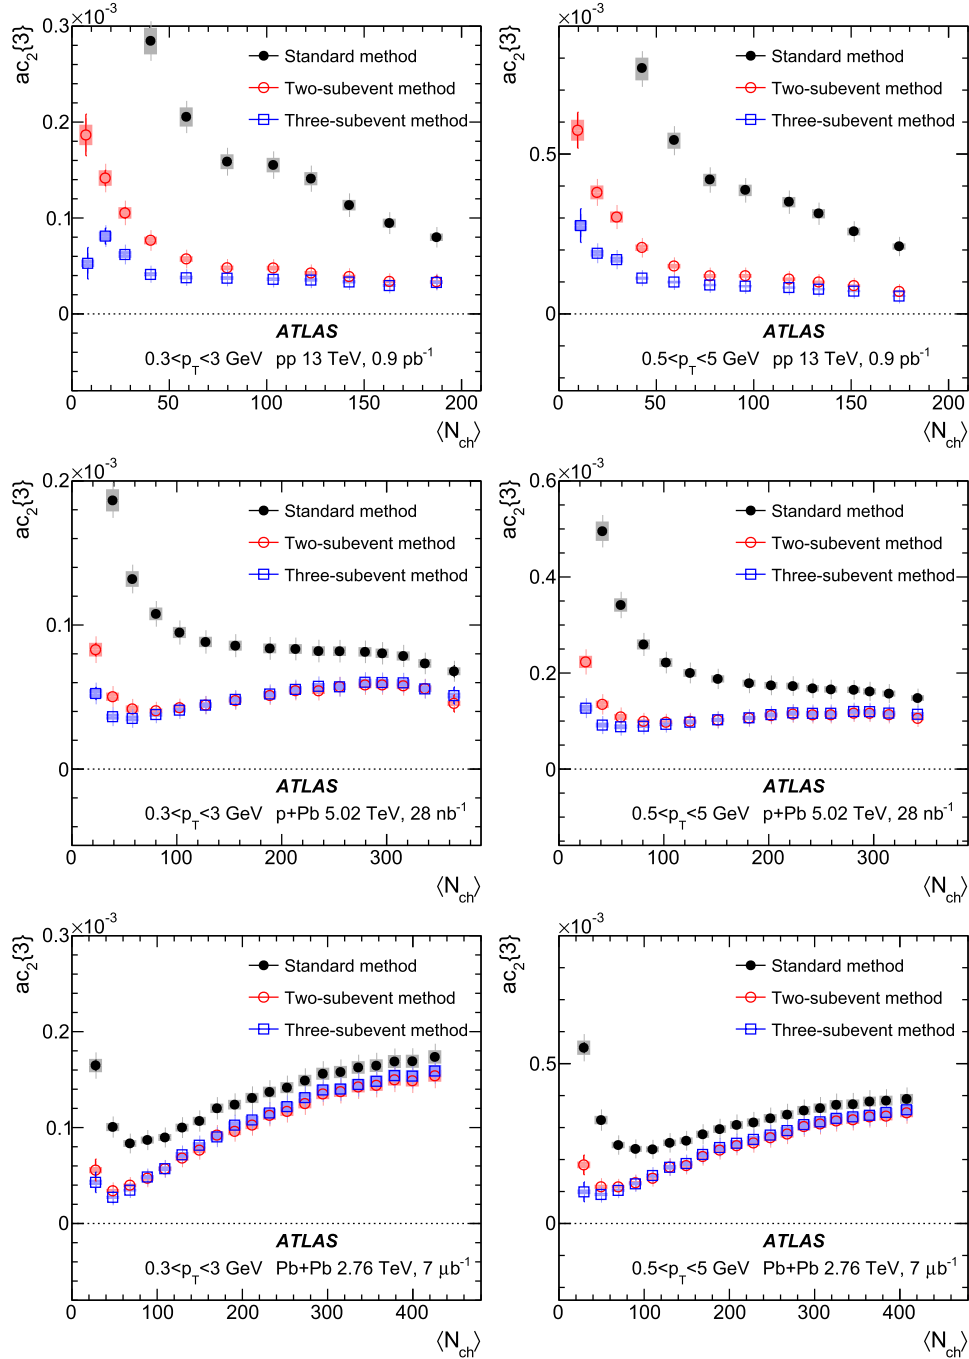 ×10⁻³
ac₂{3}
0.3
0.2
0.1
0
Standard method
Two-subevent method
Three-subevent method
ATLAS
0.3<p_T<3 GeV pp 13 TeV, 0.9 pb⁻¹
0 50 100 150 200
⟨N_ch⟩
×10⁻³
ac₂{3}
0.5
0
Standard method
Two-subevent method
Three-subevent method
ATLAS
0.5<p_T<5 GeV pp 13 TeV, 0.9 pb⁻¹
0 50 100 150 200
⟨N_ch⟩
×10⁻³
ac₂{3}
0.2
0.1
0
Standard method
Two-subevent method
Three-subevent method
ATLAS
0.3<p_T<3 GeV p+Pb 5.02 TeV, 28 nb⁻¹
0 100 200 300
⟨N_ch⟩
×10⁻³
ac₂{3}
0.6
0.4
0.2
0
Standard method
Two-subevent method
Three-subevent method
ATLAS
0.5<p_T<5 GeV p+Pb 5.02 TeV, 28 nb⁻¹
0 100 200 300
⟨N_ch⟩
×10⁻³
ac₂{3}
0.3
0.2
0.1
0
Standard method
Two-subevent method
Three-subevent method
ATLAS
0.3<p_T<3 GeV Pb+Pb 2.76 TeV, 7 μb⁻¹
0 100 200 300 400
⟨N_ch⟩
×10⁻³
ac₂{3}
0.5
0
Standard method
Two-subevent method
Three-subevent method
ATLAS
0.5<p_T<5 GeV Pb+Pb 2.76 TeV, 7 μb⁻¹
0 100 200 300 400
⟨N_ch⟩